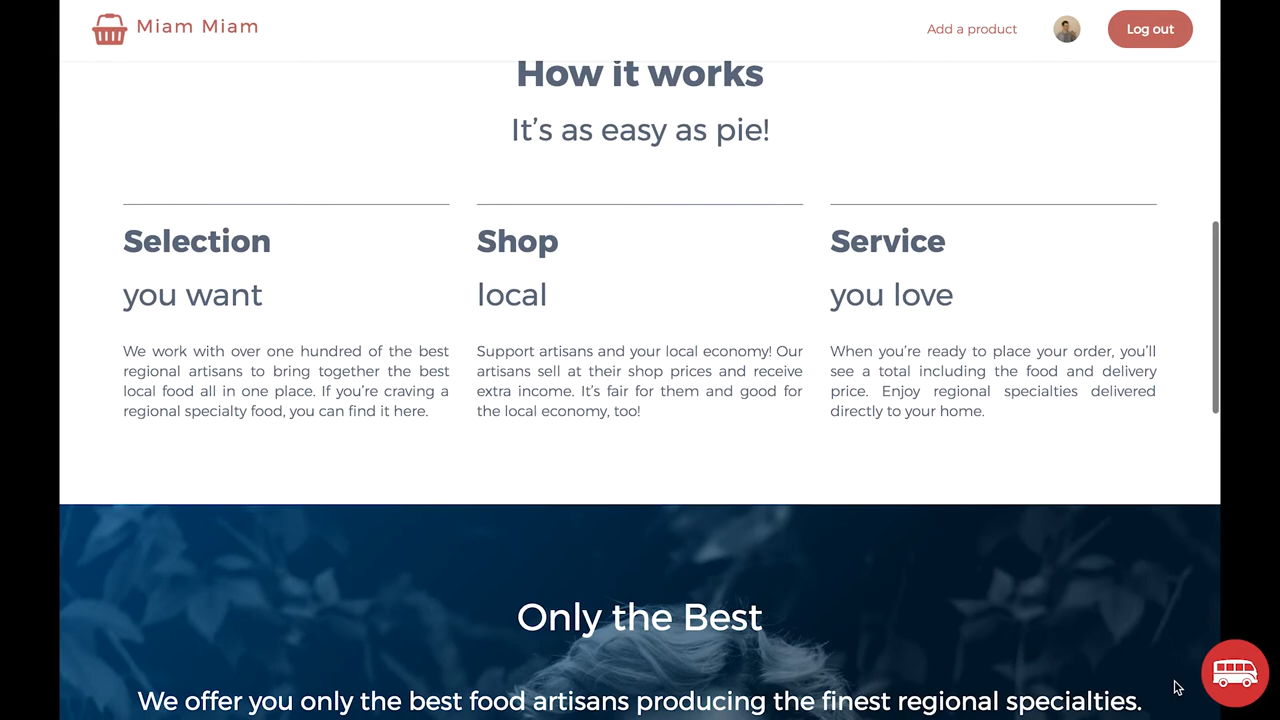 Miam Miam
Add a product
Log out
How it works
It’s as easy as pie!
Selection
you want
We work with over one hundred of the best
regional artisans to bring together the best
local food all in one place. If you’re craving a
regional specialty food, you can find it here.
Shop
local
Support artisans and your local economy! Our
artisans sell at their shop prices and receive
extra income. It’s fair for them and good for
the local economy, too!
Service
you love
When you’re ready to place your order, you’ll
see a total including the food and delivery
price. Enjoy regional specialties delivered
directly to your home.
Only the Best
We offer you only the best food artisans producing the finest regional specialties.